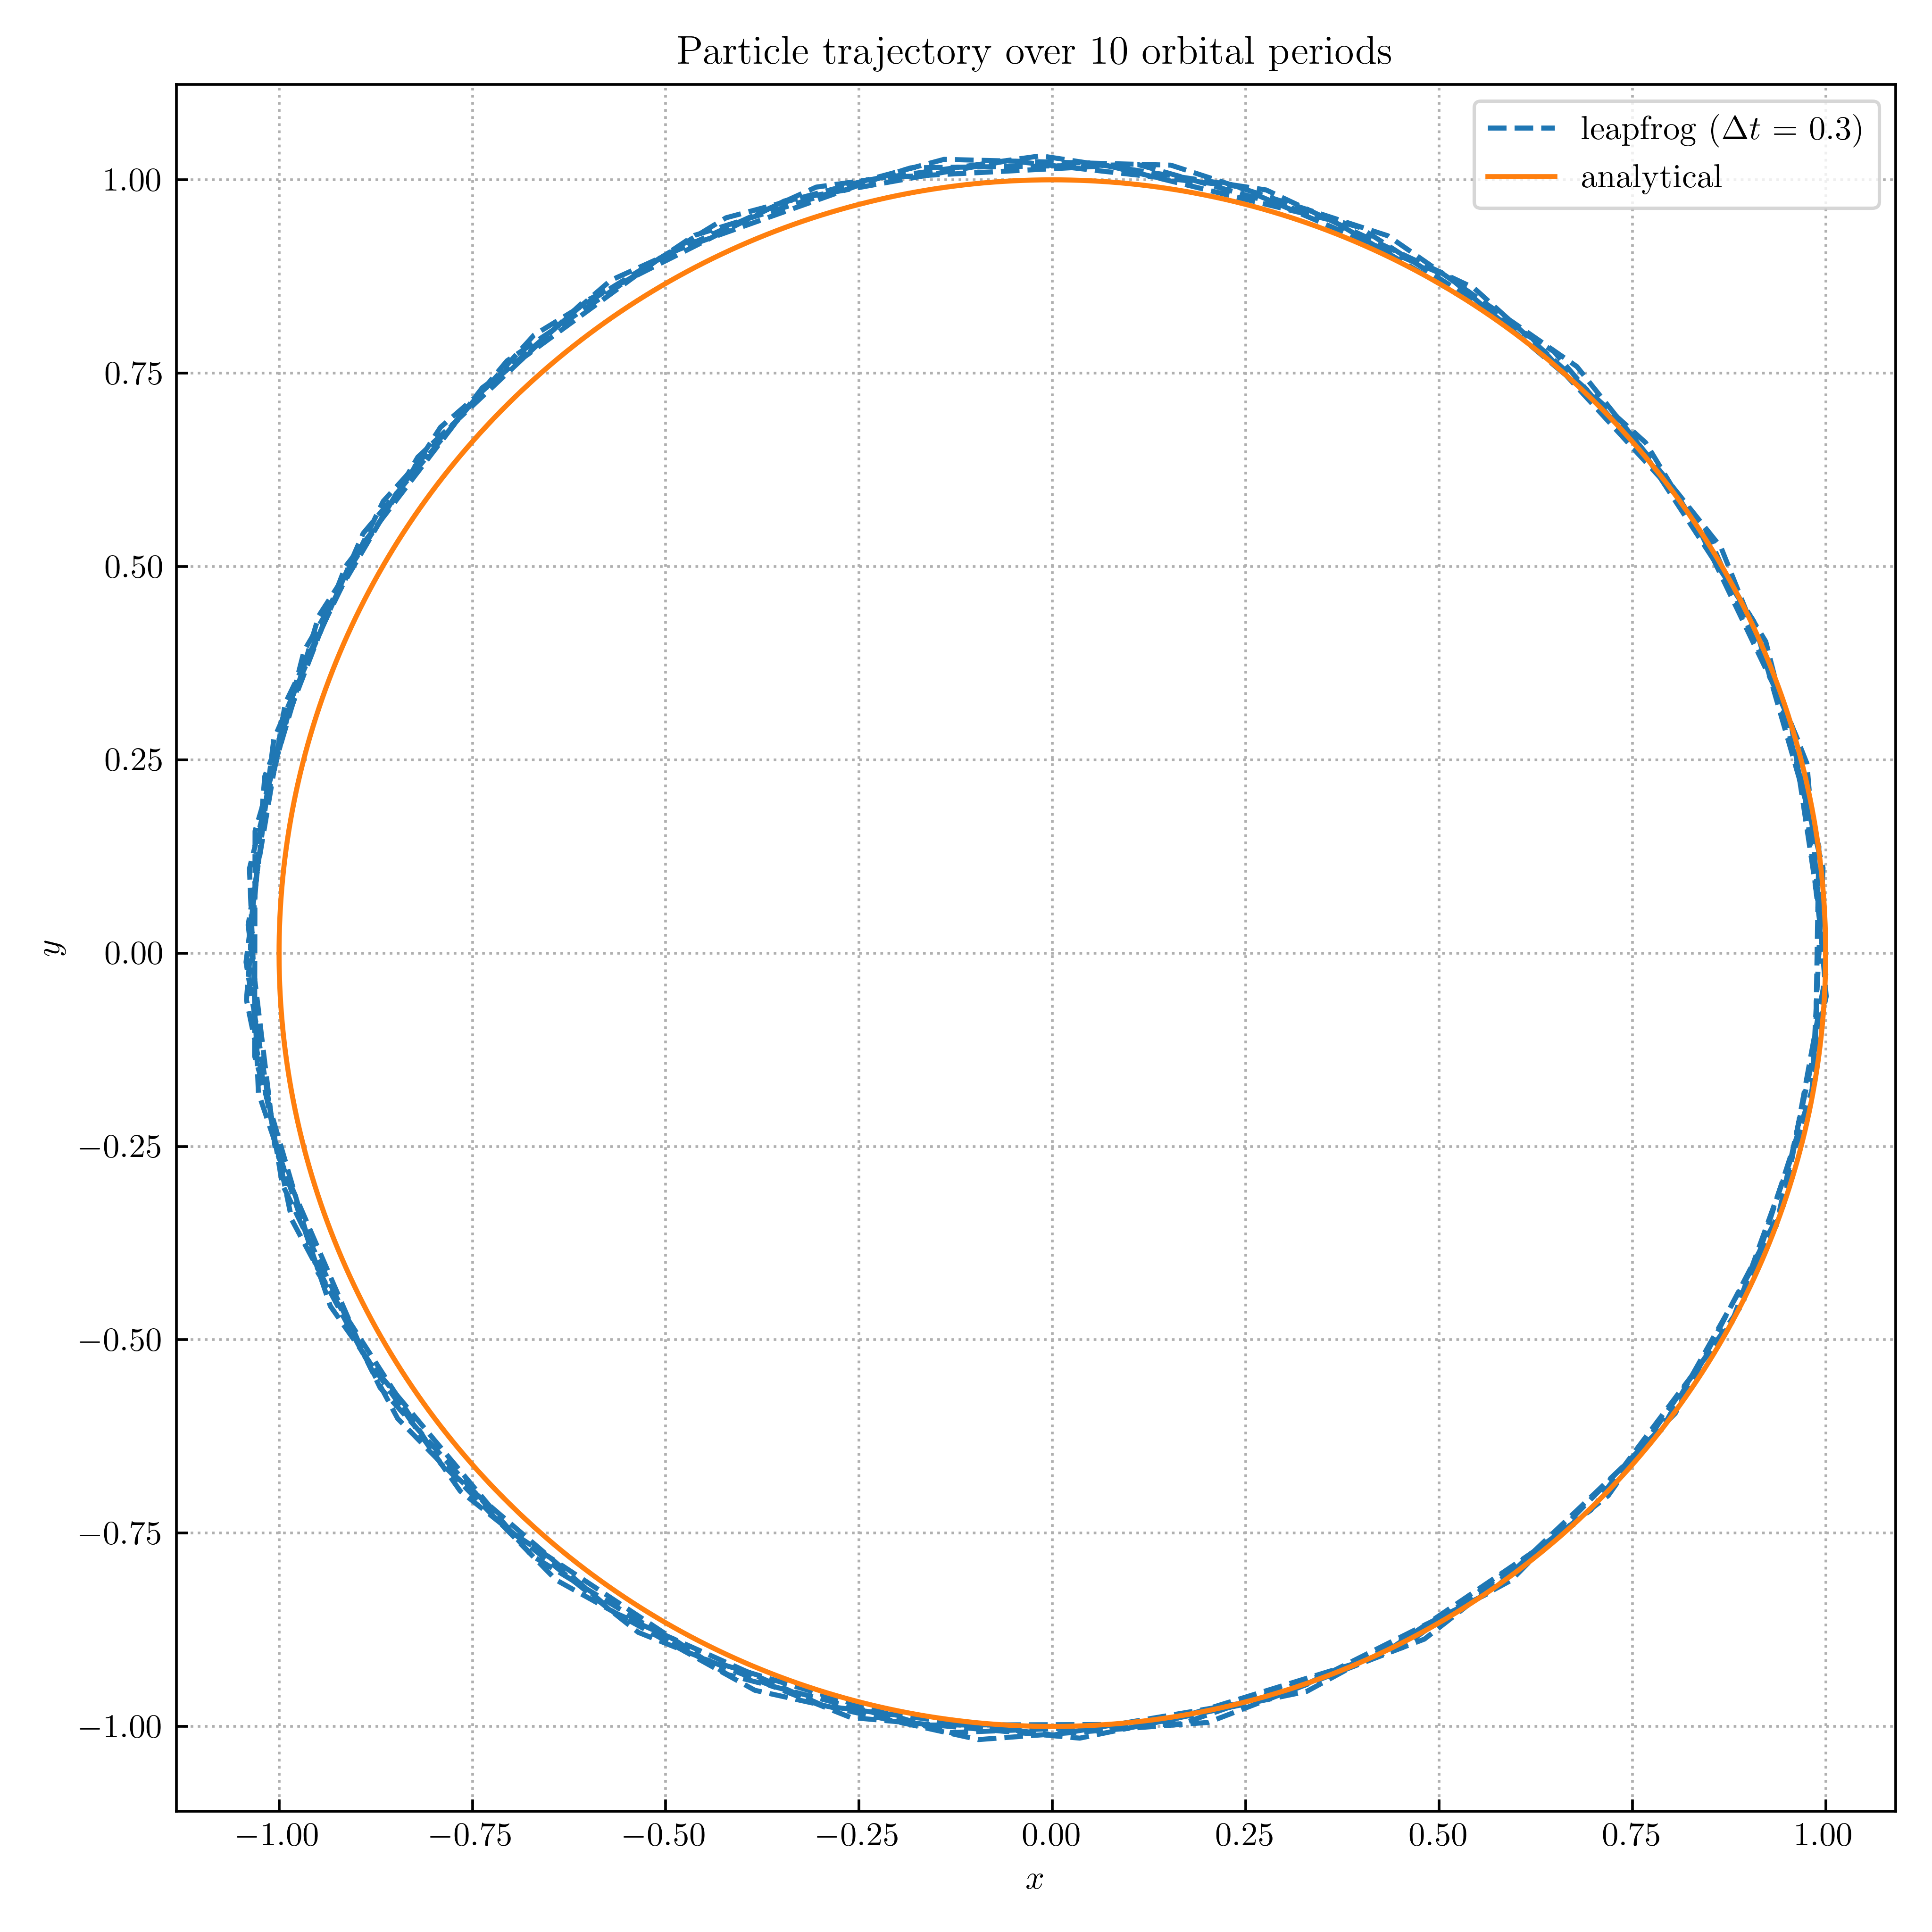 Particle trajectory over 10 orbital periods
leapfrog (Δt = 0.3)
analytical
1.00
0.75
0.50
0.25
0.00
−0.25
−0.50
−0.75
−1.00
y
−1.00 −0.75 −0.50 −0.25 0.00 0.25 0.50 0.75 1.00
x